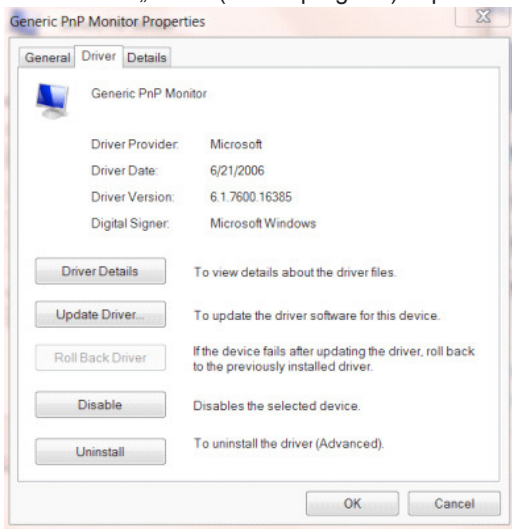 Generic PnP Monitor Properties
General Driver Details
Generic PnP Monitor
Driver Provider: Microsoft
Driver Date: 6/21/2006
Driver Version: 6.1.7600.16385
Digital Signer: Microsoft Windows
Driver Details To view details about the driver files.
Update Driver... To update the driver software for this device.
Roll Back Driver If the device fails after updating the driver, roll back
to the previously installed driver.
Disable Disables the selected device.
Uninstall To uninstall the driver (Advanced).
OK Cancel